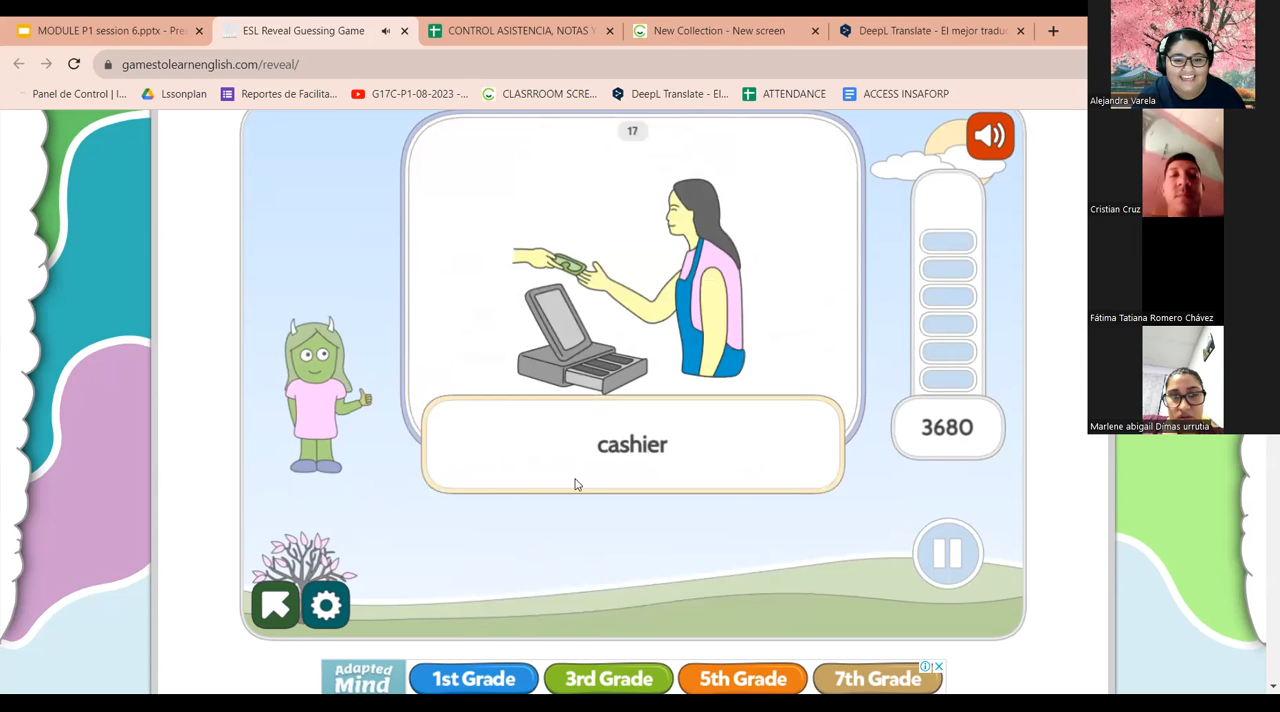 MODULE P1 session 6.pptx - Pres
ESL Reveal Guessing Game
CONTROL ASISTENCIA, NOTAS Y
New Collection - New screen
DeepL Translate - El mejor traduc
gamestolearnenglish.com/reveal/
Panel de Control | I...
Lssonplan
Reportes de Facilita...
G17C-P1-08-2023 -...
CLASSROOM SCRE...
DeepL Translate - El...
ATTENDANCE
ACCESS INSAFORP
17
cashier
3680
Adapted
Mind
1st Grade
3rd Grade
5th Grade
7th Grade
Alejandra Varela
Cristian Cruz
Fátima Tatiana Romero Chávez
Marlene abigail Dimas urrutia